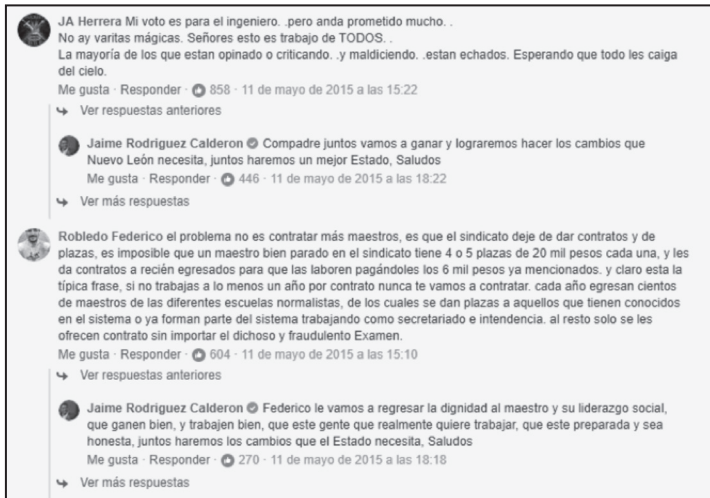 JA Herrera Mi voto es para el ingeniero. .pero anda prometido mucho. .
No ay varitas mágicas. Señores esto es trabajo de TODOS. .
La mayoría de los que estan opinado o criticando. .y maldiciendo. .estan echados. Esperando que todo les caiga
del cielo.
Me gusta · Responder · 858 · 11 de mayo de 2015 a las 15:22
Ver respuestas anteriores
Jaime Rodriguez Calderon Compadre juntos vamos a ganar y lograremos hacer los cambios que
Nuevo León necesita, juntos haremos un mejor Estado, Saludos
Me gusta · Responder · 446 · 11 de mayo de 2015 a las 18:22
Ver más respuestas
Robledo Federico el problema no es contratar más maestros, es que el sindicato deje de dar contratos y de
plazas, es imposible que un maestro bien parado en el sindicato tiene 4 o 5 plazas de 20 mil pesos cada una, y les
da contratos a recién egresados para que las laboren pagándoles los 6 mil pesos ya mencionados. y claro esta la
típica frase, si no trabajas a lo menos un año por contrato nunca te vamos a contratar. cada año egresan cientos
de maestros de las diferentes escuelas normalistas, de los cuales se dan plazas a aquellos que tienen conocidos
en el sistema o ya forman parte del sistema trabajando como secretariado e intendencia. al resto solo se les
ofrecen contrato sin importar el dichoso y fraudulento Examen.
Me gusta · Responder · 604 · 11 de mayo de 2015 a las 15:10
Ver respuestas anteriores
Jaime Rodriguez Calderon Federico le vamos a regresar la dignidad al maestro y su liderazgo social,
que ganen bien, y trabajen bien, que este gente que realmente quiere trabajar, que este preparada y sea
honesta, juntos haremos los cambios que el Estado necesita, Saludos
Me gusta · Responder · 270 · 11 de mayo de 2015 a las 18:18
Ver más respuestas